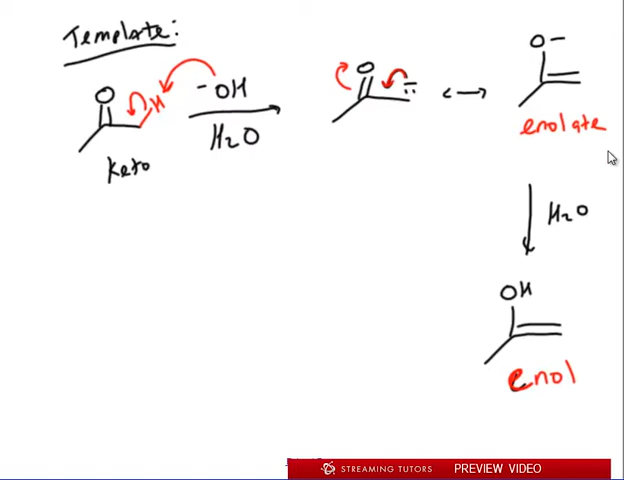 Template:
O
H
-OH
H2O
keto
O
O-
enolate
H2O
OH
enol
STREAMING TUTORS PREVIEW VIDEO